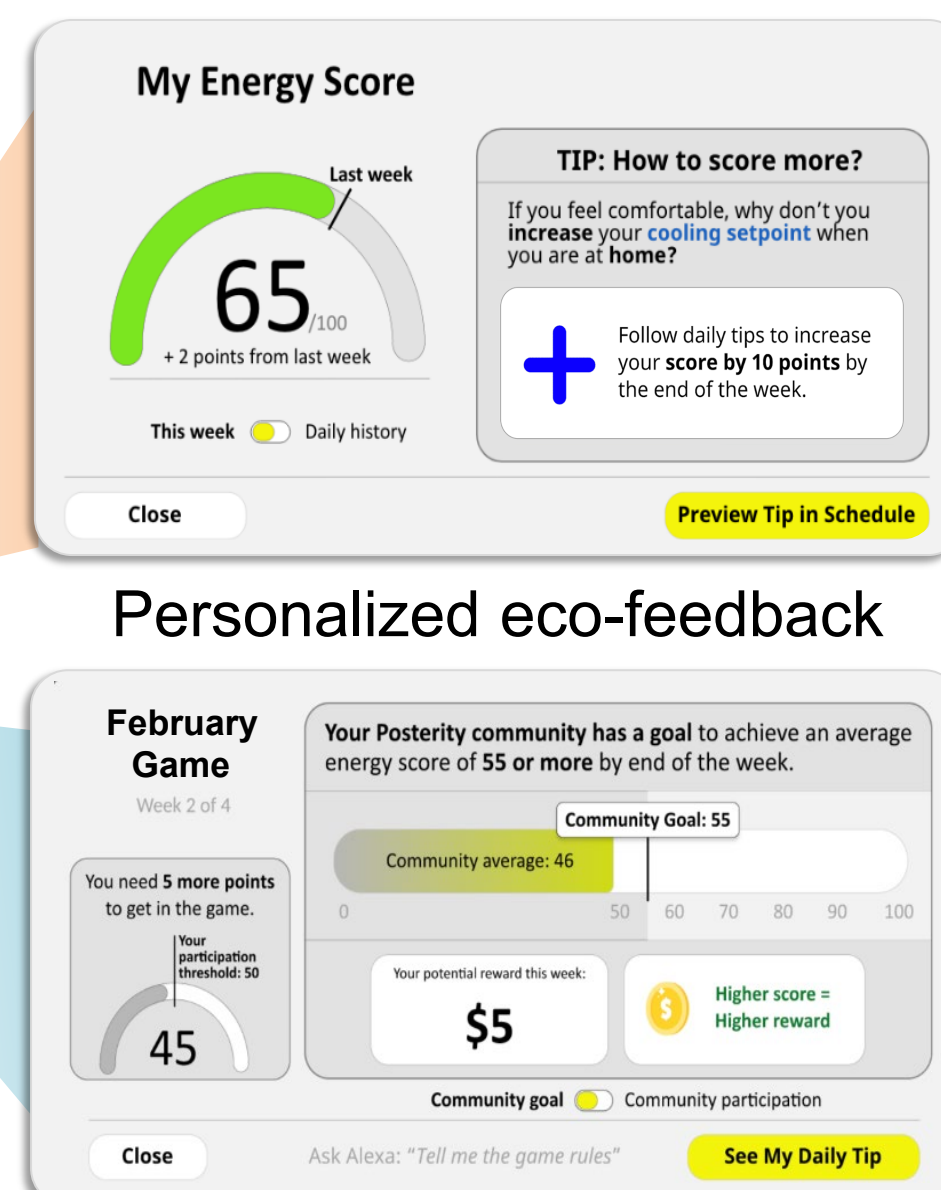 My Energy Score
Last week
65/100
+ 2 points from last week
This week Daily history
TIP: How to score more?
If you feel comfortable, why don't you
increase your cooling setpoint when
you are at home?
Follow daily tips to increase
your score by 10 points by
the end of the week.
Close
Preview Tip in Schedule
Personalized eco-feedback
February
Game
Week 2 of 4
You need 5 more points
to get in the game.
Your
participation
threshold: 50
45
Your Posterity community has a goal to achieve an average
energy score of 55 or more by end of the week.
Community Goal: 55
Community average: 46
0 50 60 70 80 90 100
Your potential reward this week:
$5
$
Higher score =
Higher reward
Community goal Community participation
Close
Ask Alexa: "Tell me the game rules"
See My Daily Tip